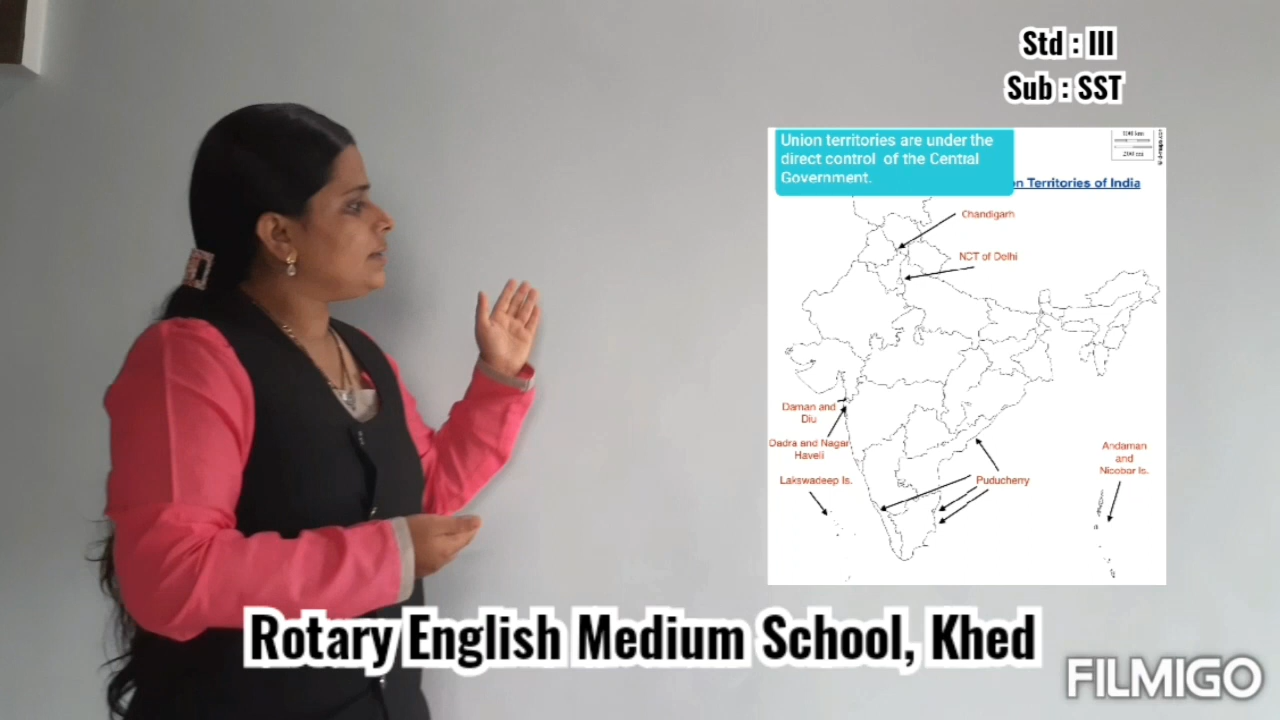 Std : III
Sub : SST
Union territories are under the
direct control of the Central
Government.
on Territories of India
Chandigarh
NCT of Delhi
Daman and
Diu
Dadra and Nagar
Haveli
Lakswadeep Is.
Puducherry
Andaman
and
Nicobar Is.
Rotary English Medium School, Khed
FILMIGO